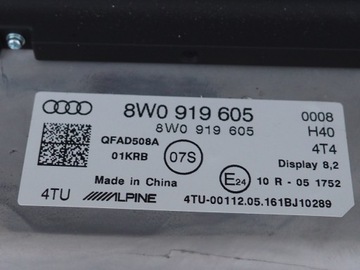 8W0 919 605 0008
8W0 919 605 H40
QFAD508A 4T4
01KRB 07S Display 8,2
Made in China E24 10 R - 05 1752
4TU ALPINE 4TU-00112.05.161BJ10289